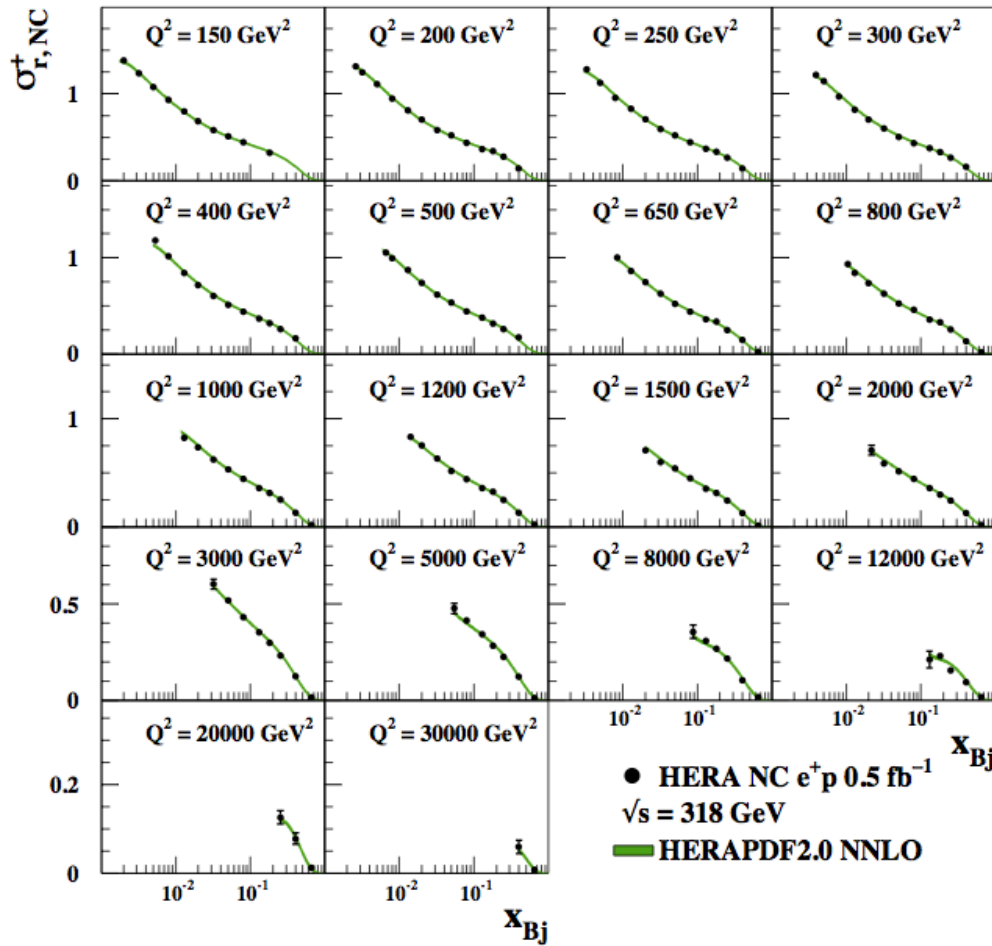 σ⁺r, NC
Q² = 150 GeV² Q² = 200 GeV² Q² = 250 GeV² Q² = 300 GeV²
1
0
Q² = 400 GeV² Q² = 500 GeV² Q² = 650 GeV² Q² = 800 GeV²
1
0
Q² = 1000 GeV² Q² = 1200 GeV² Q² = 1500 GeV² Q² = 2000 GeV²
1
0
Q² = 3000 GeV² Q² = 5000 GeV² Q² = 8000 GeV² Q² = 12000 GeV²
0.5
0
10⁻² 10⁻¹ 10⁻² 10⁻¹
xBj
Q² = 20000 GeV² Q² = 30000 GeV²
0.2
0
10⁻² 10⁻¹ 10⁻² 10⁻¹
xBj
HERA NC e⁺p 0.5 fb⁻¹
√s = 318 GeV
HERAPDF2.0 NNLO